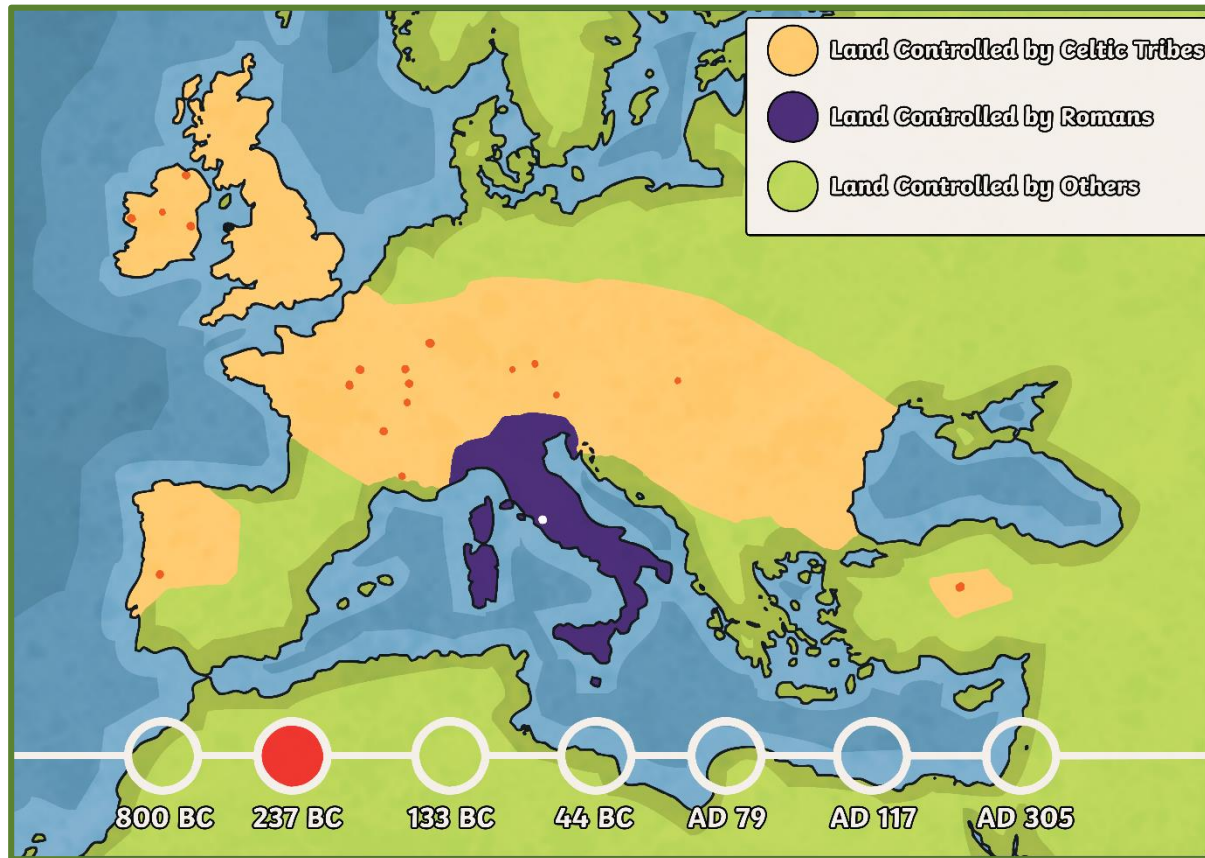 Land Controlled by Celtic Tribes
Land Controlled by Romans
Land Controlled by Others
800 BC 237 BC 133 BC 44 BC AD 79 AD 117 AD 305